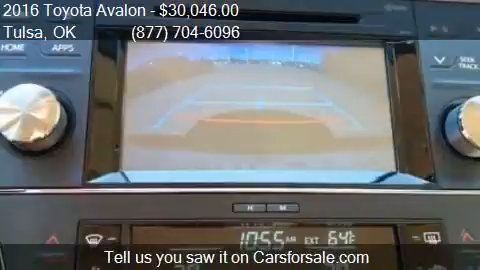 2016 Toyota Avalon - $30,046.00
Tulsa, OK (877) 704-6096
HOME APPS
SEEK
TRACK
H M
10:55 AM EXT 64°
Tell us you saw it on Carsforsale.com